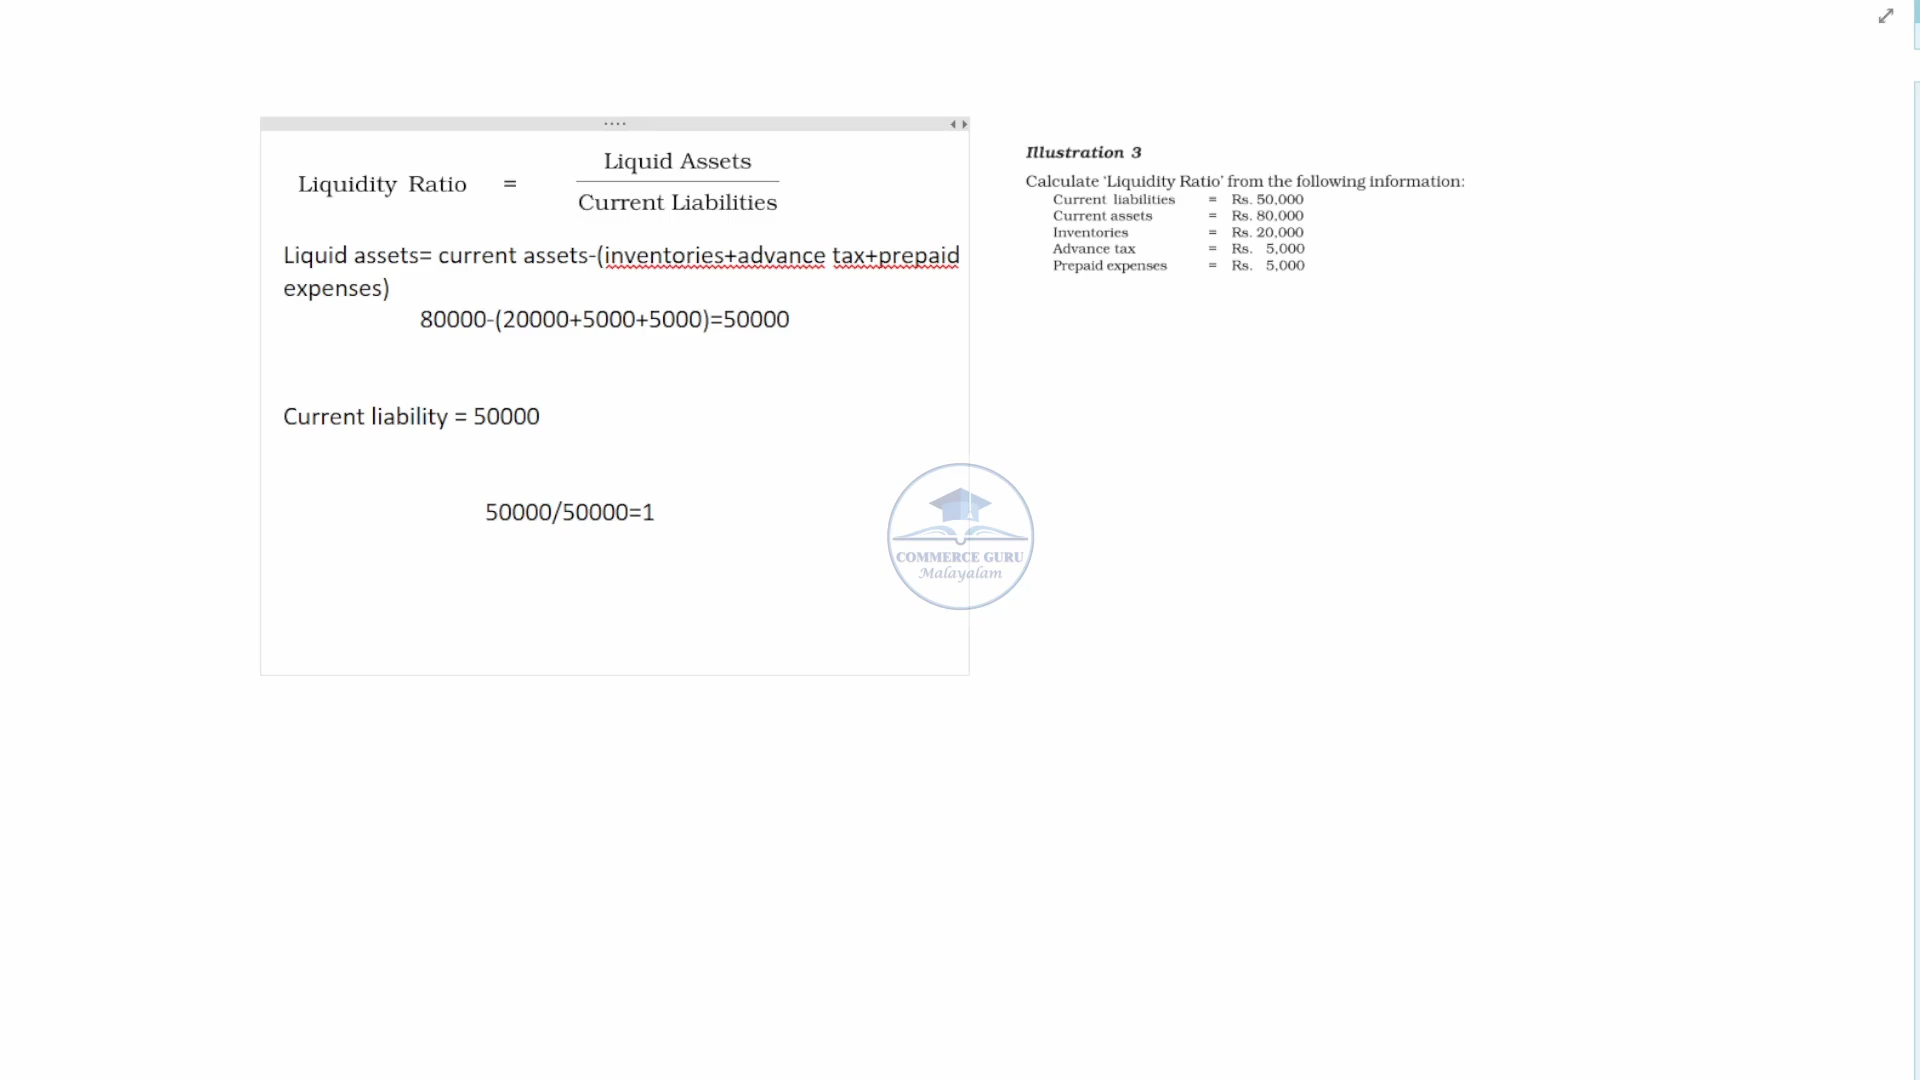 Liquidity Ratio = Liquid Assets
Current Liabilities
Liquid assets= current assets-(inventories+advance tax+prepaid
expenses)
80000-(20000+5000+5000)=50000
Current liability = 50000
50000/50000=1
Illustration 3
Calculate 'Liquidity Ratio' from the following information:
Current liabilities = Rs. 50,000
Current assets = Rs. 80,000
Inventories = Rs. 20,000
Advance tax = Rs. 5,000
Prepaid expenses = Rs. 5,000
COMMERCE GURU
Malayalam